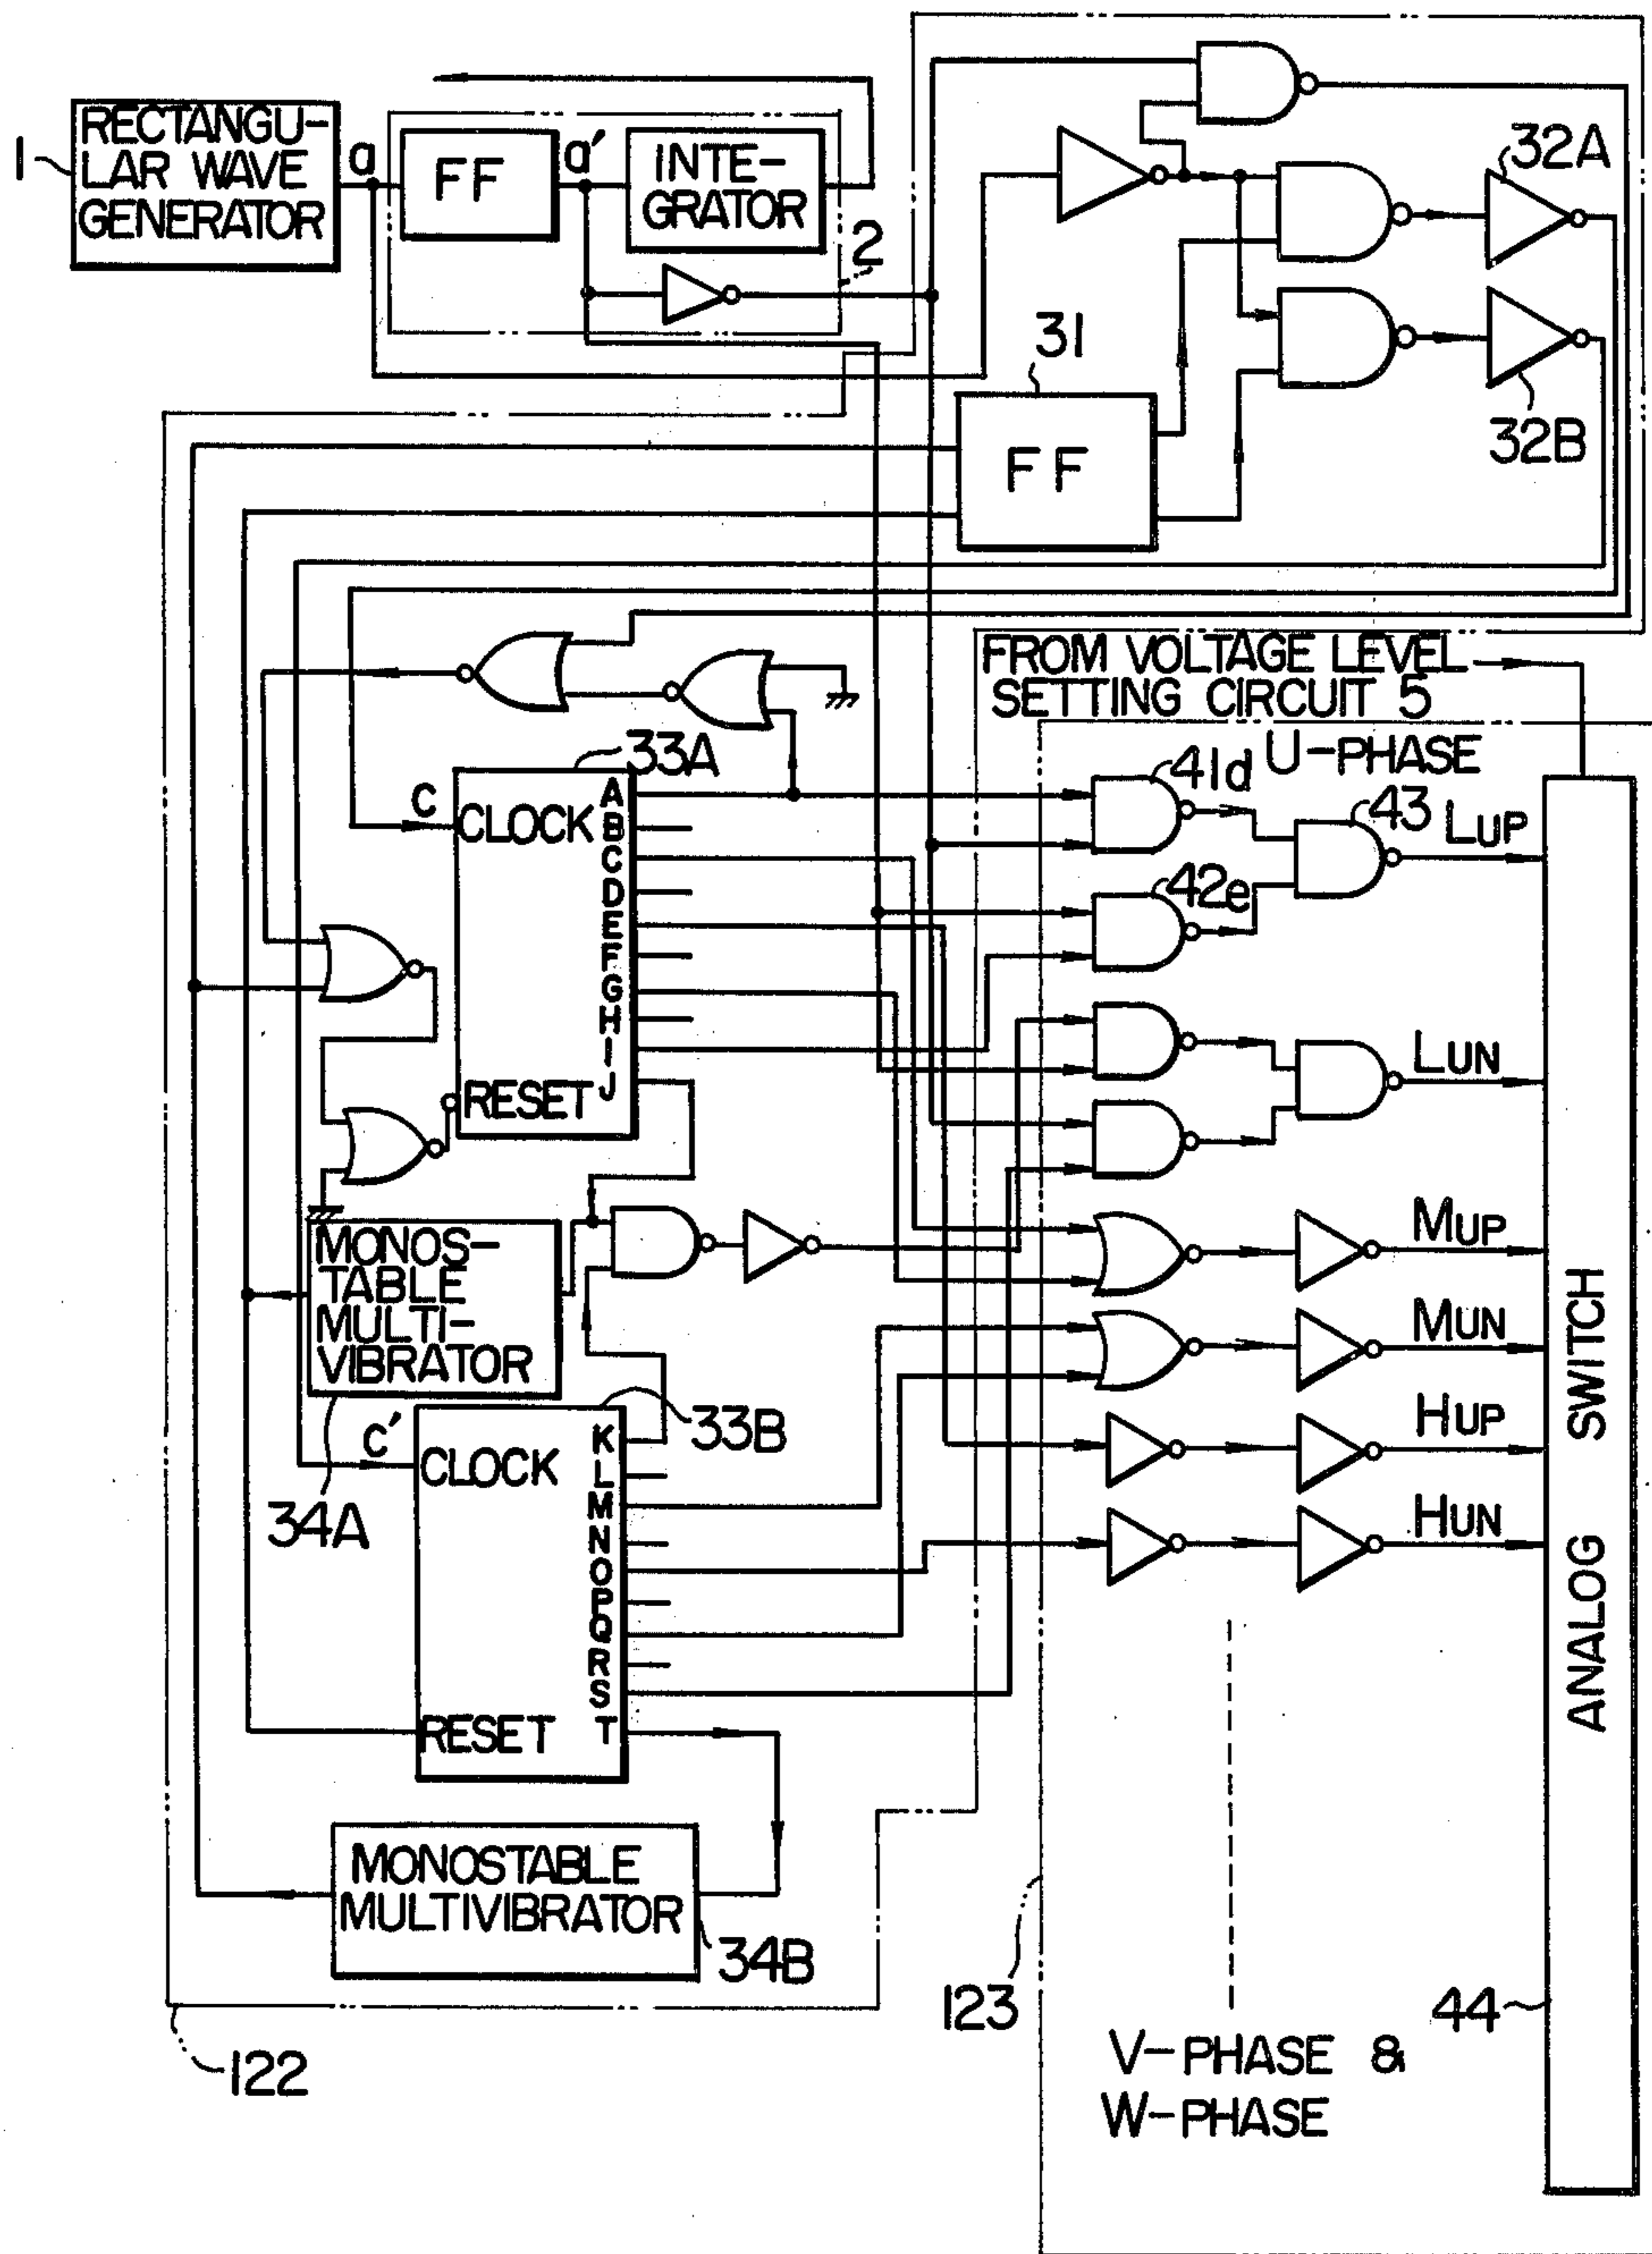 1
RECTANGU-
LAR WAVE
GENERATOR
a
FF
a'
INTE-
GRATOR
2
32A
32B
31
FF
FROM VOLTAGE LEVEL
SETTING CIRCUIT 5
U-PHASE
33A
C
CLOCK
RESET
A
B
C
D
E
F
G
H
I
J
41d
42e
43
LUP
LUN
MUP
MUN
HUP
HUN
ANALOG SWITCH
MONOS-
TABLE
MULTI-
VIBRATOR
34A
33B
C'
CLOCK
RESET
K
L
M
N
O
P
Q
R
S
T
MONOSTABLE
MULTIVIBRATOR
34B
122
123
44
V-PHASE &
W-PHASE